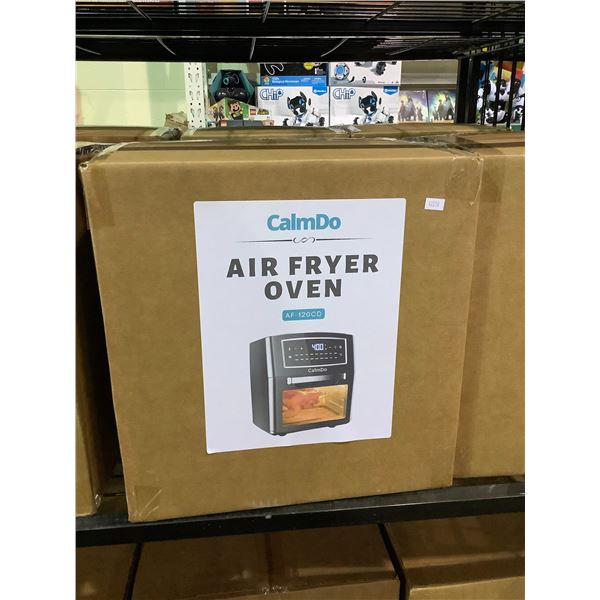 CHiP
CHiP
CalmDo
AIR FRYER
OVEN
AF-120CD
400
CalmDo